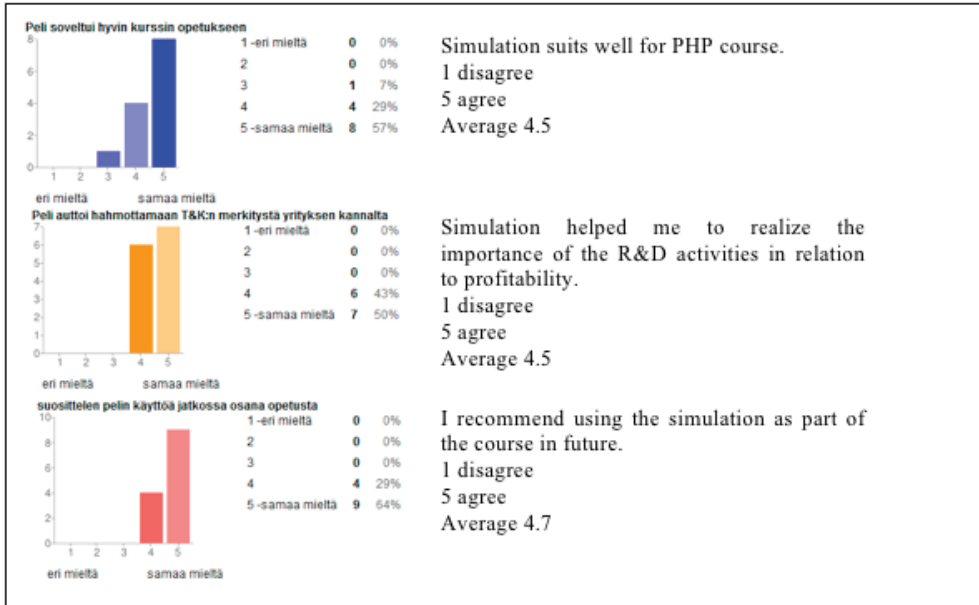 Peli soveltui hyvin kurssin opetukseen
8
6
4
2
0
1 2 3 4 5
eri mieltä samaa mieltä
1 -eri mieltä 0 0%
2 0 0%
3 1 7%
4 4 29%
5 -samaa mieltä 8 57%
Simulation suits well for PHP course.
1 disagree
5 agree
Average 4.5
Peli auttoi hahmottamaan T&K:n merkitystä yrityksen kannalta
7
6
5
4
3
2
1
0
1 2 3 4 5
eri mieltä samaa mieltä
1 -eri mieltä 0 0%
2 0 0%
3 0 0%
4 6 43%
5 -samaa mieltä 7 50%
Simulation helped me to realize the
importance of the R&D activities in relation
to profitability.
1 disagree
5 agree
Average 4.5
suosittelen pelin käyttöä jatkossa osana opetusta
10
8
6
4
2
0
1 2 3 4 5
eri mieltä samaa mieltä
1 -eri mieltä 0 0%
2 0 0%
3 0 0%
4 4 29%
5 -samaa mieltä 9 64%
I recommend using the simulation as part of
the course in future.
1 disagree
5 agree
Average 4.7